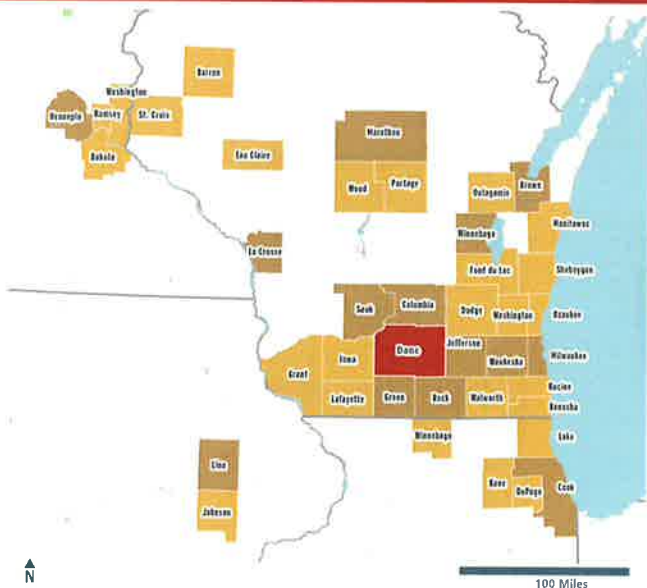 Barron
Washington
Hennepin
Ramsey
St. Croix
Dakota
Eau Claire
Marathon
Wood
Portage
Outagamie
Brown
Winnebago
Manitowoc
La Crosse
Fond du Lac
Sheboygan
Sauk
Columbia
Dodge
Washington
Ozaukee
Dane
Jefferson
Waukesha
Milwaukee
Grant
Iowa
Lafayette
Green
Rock
Walworth
Racine
Kenosha
Winnebago
Lake
Linn
Kane
DuPage
Cook
Johnson
N
100 Miles